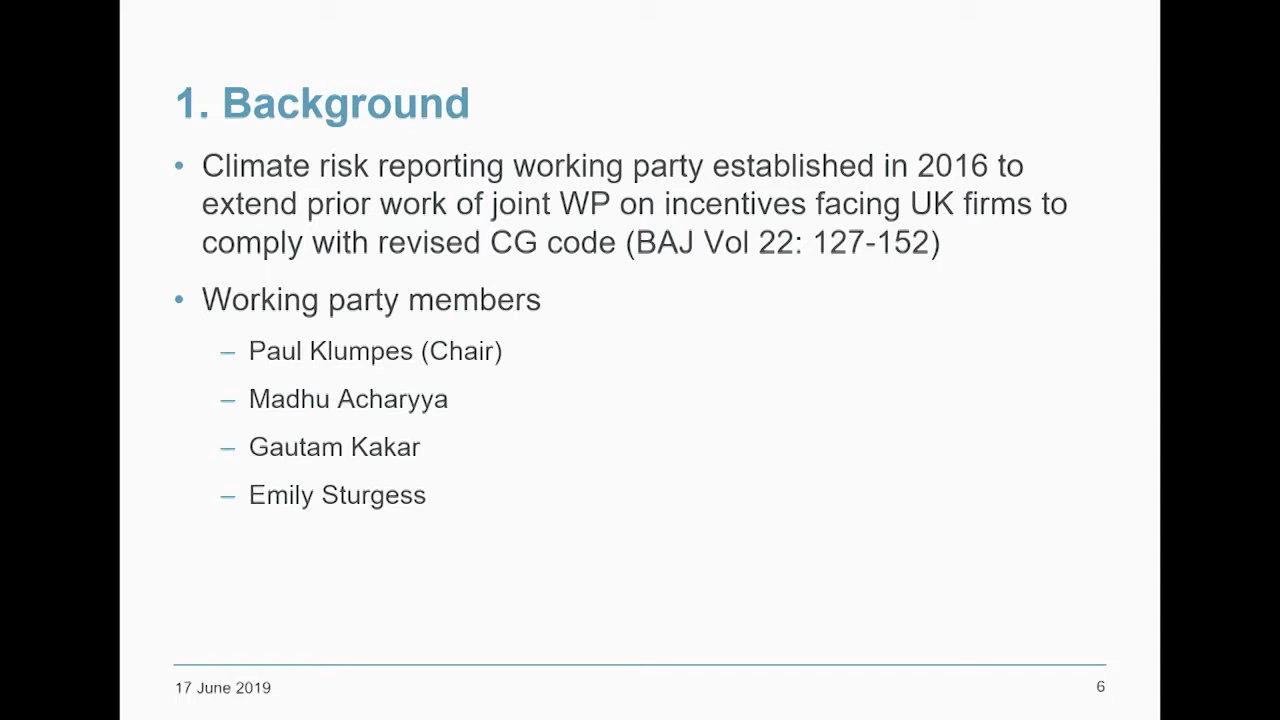 1. Background
• Climate risk reporting working party established in 2016 to
extend prior work of joint WP on incentives facing UK firms to
comply with revised CG code (BAJ Vol 22: 127-152)
• Working party members
– Paul Klumpes (Chair)
– Madhu Acharyya
– Gautam Kakar
– Emily Sturgess
17 June 2019
6